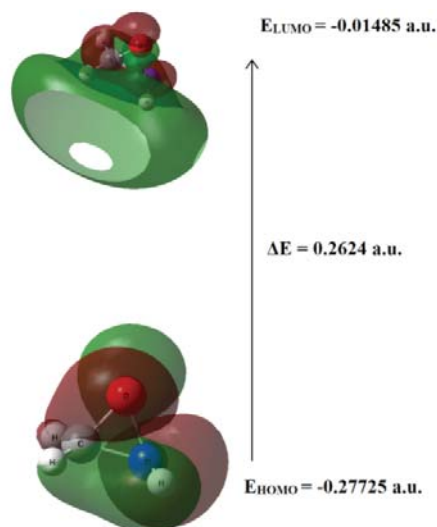 E_LUMO = -0.01485 a.u.
ΔE = 0.2624 a.u.
H
O
C
H
H
E_HOMO = -0.27725 a.u.